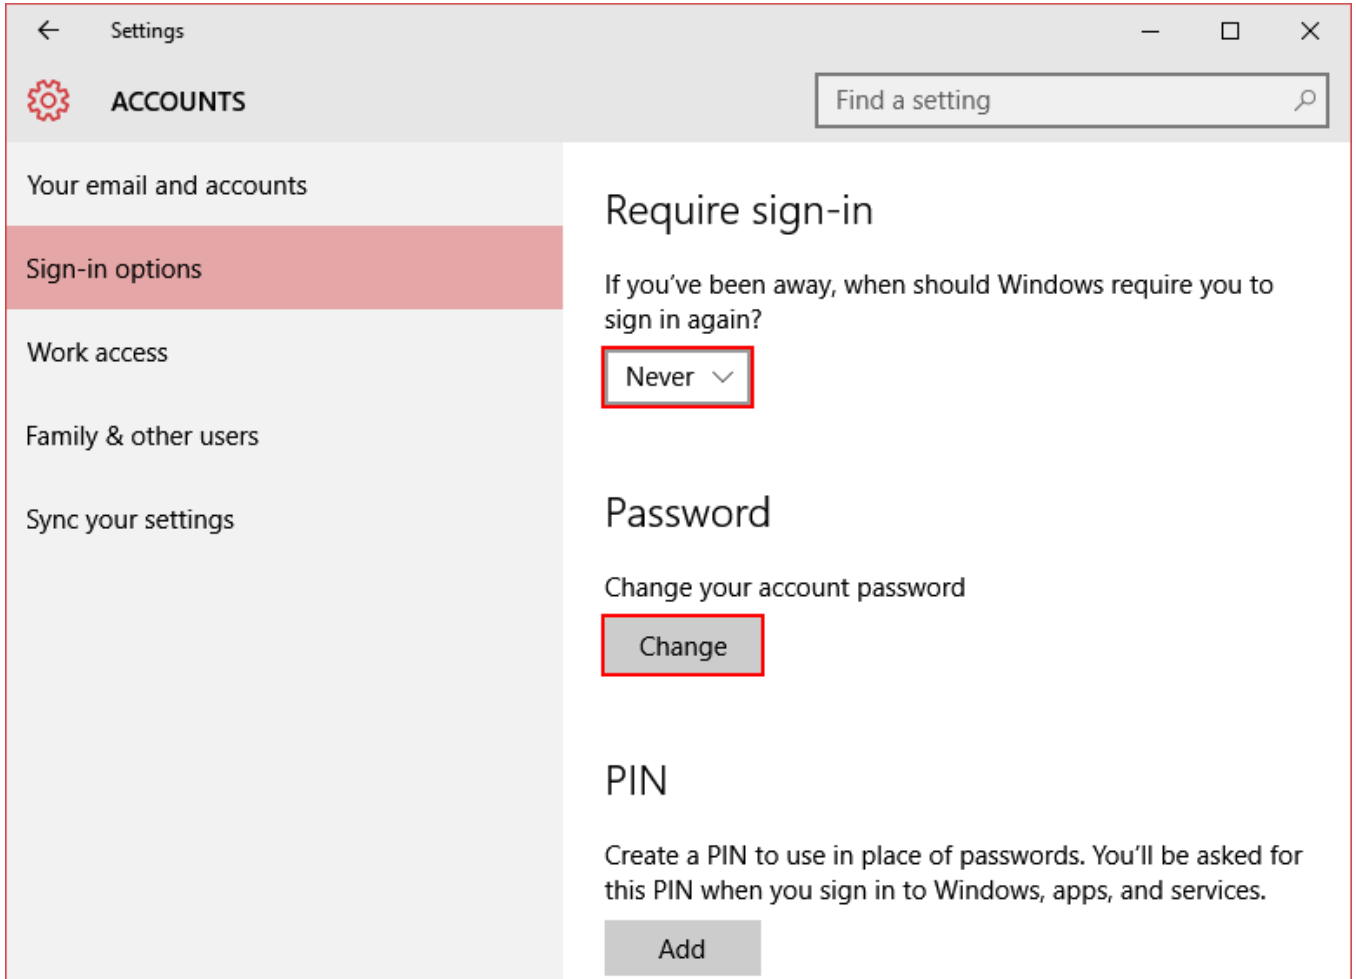 Settings
ACCOUNTS
Find a setting
Your email and accounts
Sign-in options
Work access
Family & other users
Sync your settings
Require sign-in
If you’ve been away, when should Windows require you to
sign in again?
Never
Password
Change your account password
Change
PIN
Create a PIN to use in place of passwords. You’ll be asked for
this PIN when you sign in to Windows, apps, and services.
Add